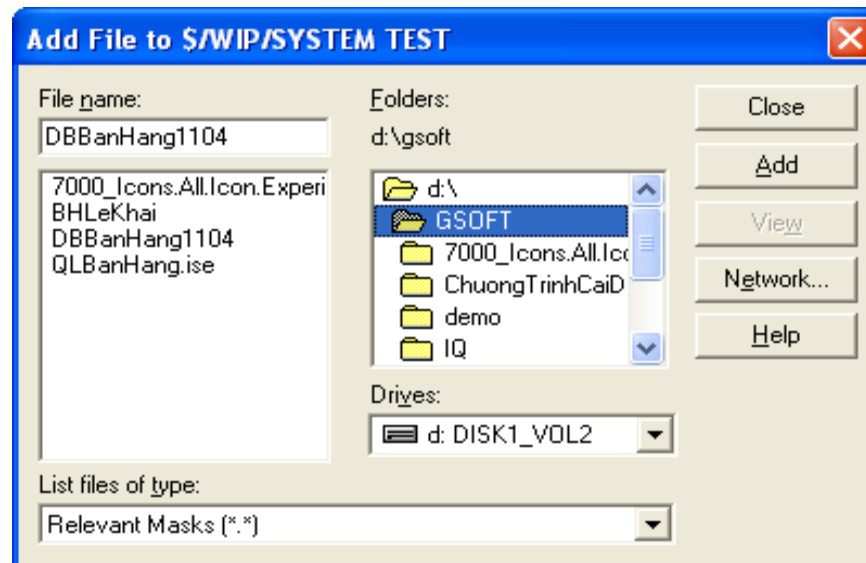 Add File to $/WIP/SYSTEM TEST
File name:
DBBanHang1104
7000_Icons.All.Icon.Experi
BHLeKhai
DBBanHang1104
QLBanHang.ise
Folders:
d:\gsoft
d:\
GSOFT
7000_Icons.All.Ico
ChuongTrinhCaiD
demo
IQ
Drives:
d: DISK1_VOL2
List files of type:
Relevant Masks (*.*)
Close
Add
View
Network...
Help